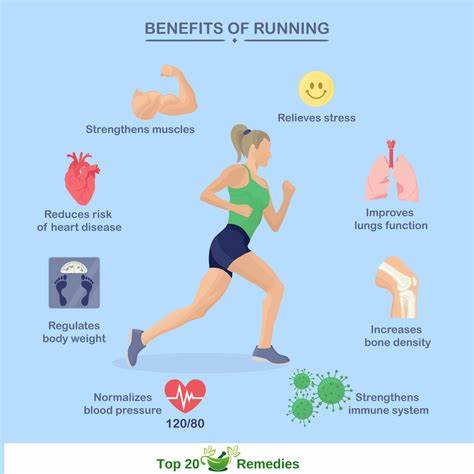 BENEFITS OF RUNNING
Strengthens muscles
Relieves stress
Reduces risk
of heart disease
Improves
lungs function
Regulates
body weight
Increases
bone density
Normalizes
blood pressure
120/80
Strengthens
immune system
Top 20 Remedies